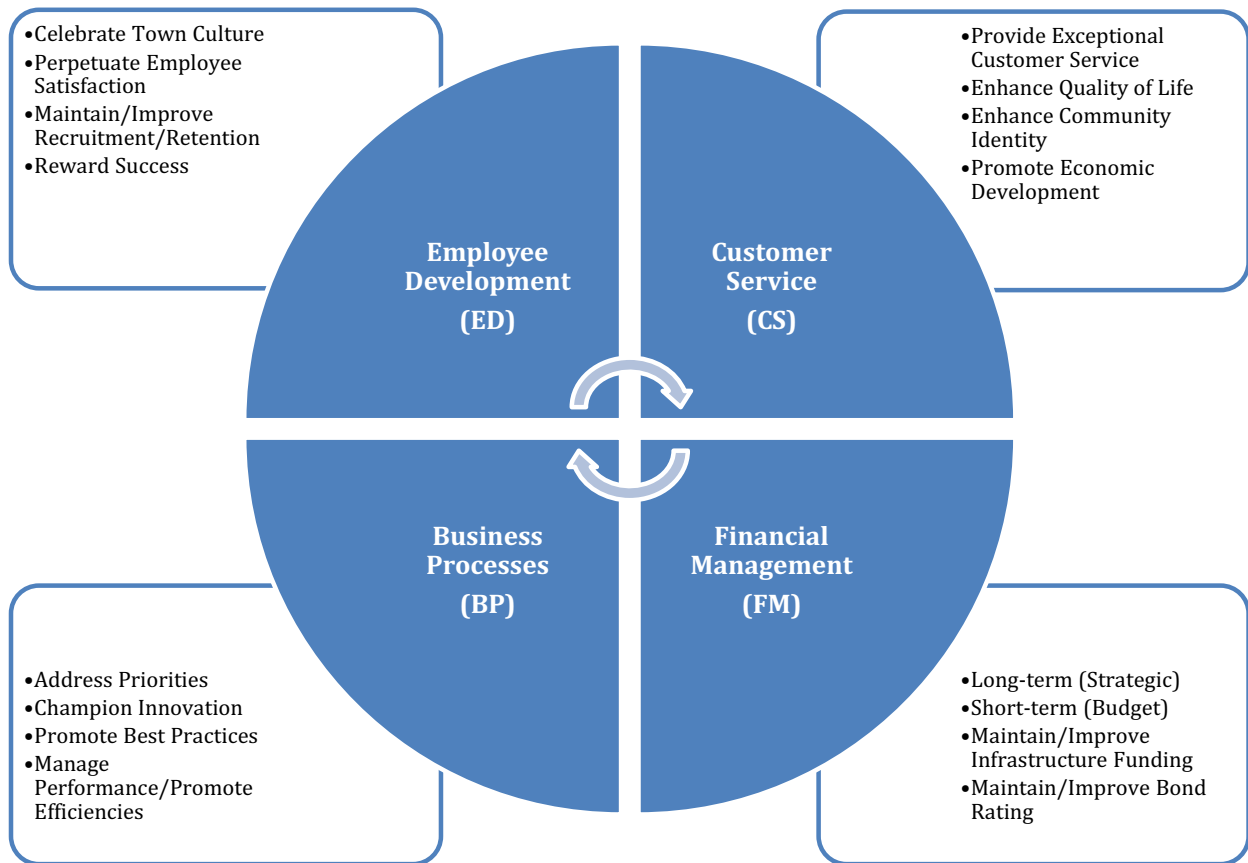 •Celebrate Town Culture
•Perpetuate Employee
Satisfaction
•Maintain/Improve
Recruitment/Retention
•Reward Success
•Provide Exceptional
Customer Service
•Enhance Quality of Life
•Enhance Community
Identity
•Promote Economic
Development
Employee
Development
(ED)
Customer
Service
(CS)
Business
Processes
(BP)
Financial
Management
(FM)
•Address Priorities
•Champion Innovation
•Promote Best Practices
•Manage
Performance/Promote
Efficiencies
•Long-term (Strategic)
•Short-term (Budget)
•Maintain/Improve
Infrastructure Funding
•Maintain/Improve Bond
Rating